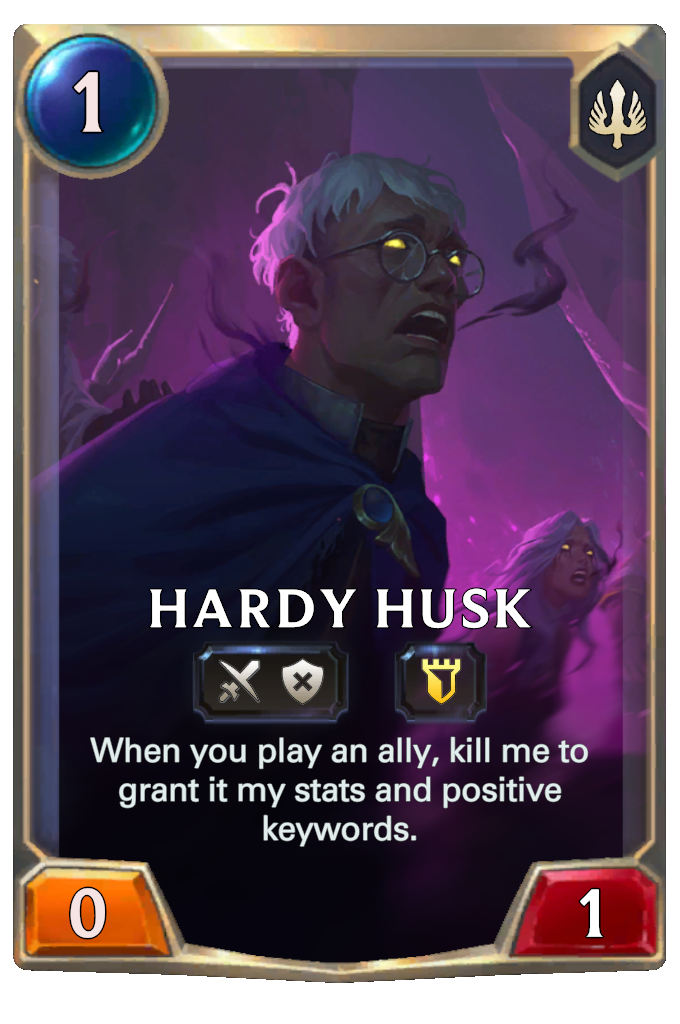 1
HARDY HUSK
When you play an ally, kill me to
grant it my stats and positive
keywords.
0
1